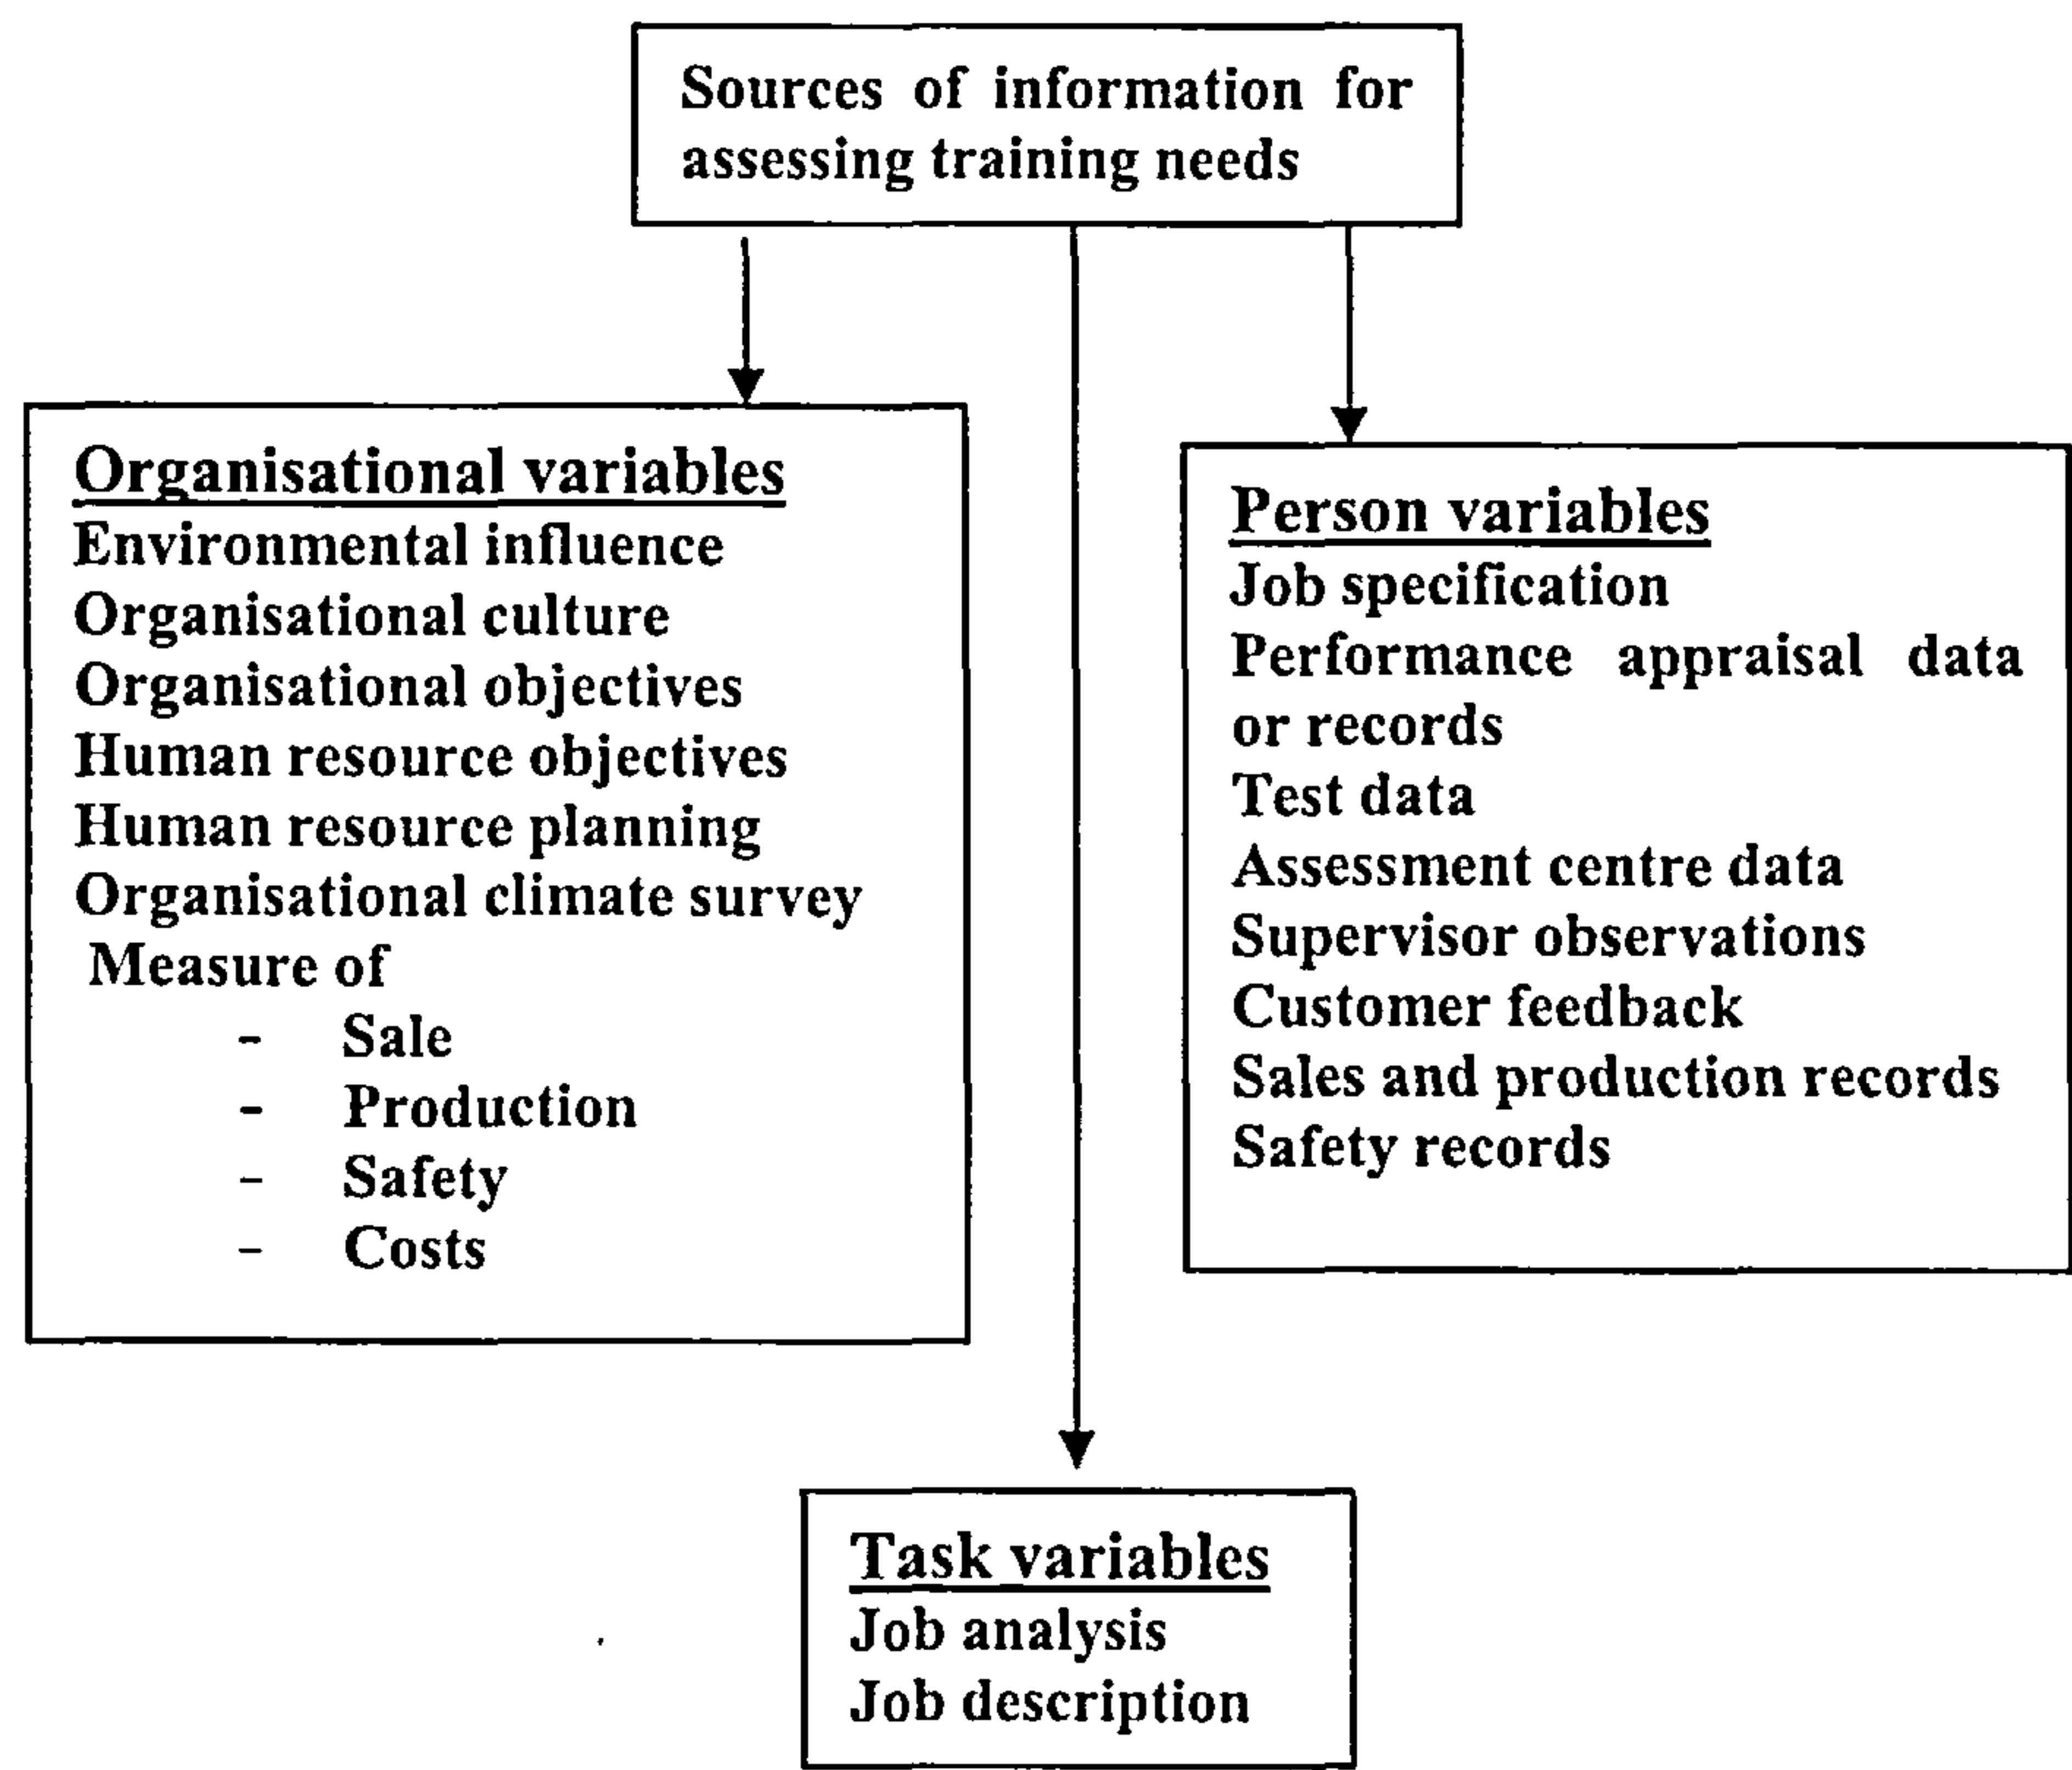 Sources of information for
assessing training needs
Organisational variables
Environmental influence
Organisational culture
Organisational objectives
Human resource objectives
Human resource planning
Organisational climate survey
Measure of
- Sale
- Production
- Safety
- Costs
Person variables
Job specification
Performance appraisal data
or records
Test data
Assessment centre data
Supervisor observations
Customer feedback
Sales and production records
Safety records
Task variables
Job analysis
Job description